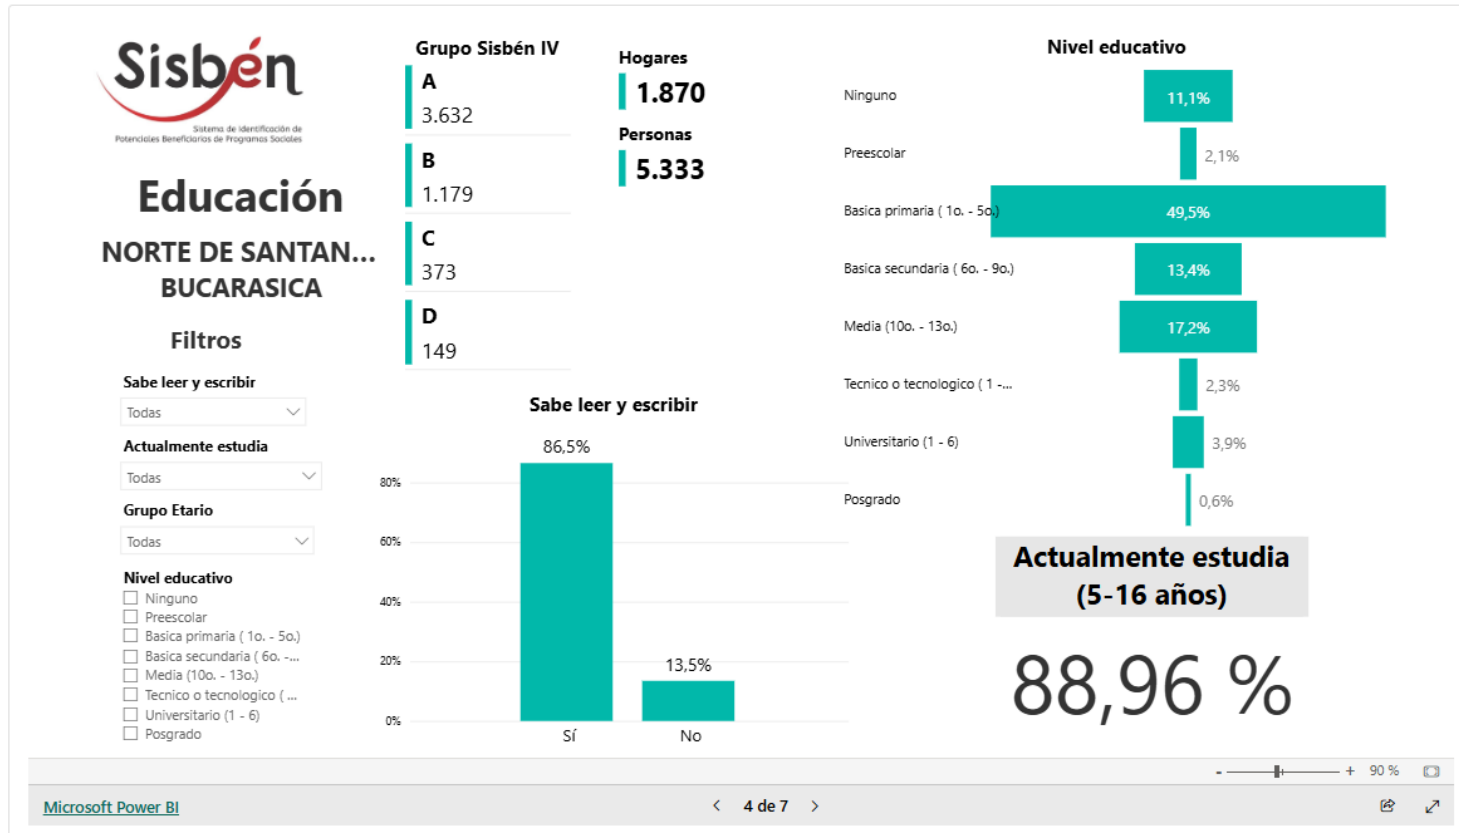 Sisbén
Sistema de Identificación de
Potenciales Beneficiarios de Programas Sociales
Educación
NORTE DE SANTAN...
BUCARASICA
Filtros
Sabe leer y escribir
Todas
Actualmente estudia
Todas
Grupo Etario
Todas
Nivel educativo
Ninguno
Preescolar
Basica primaria ( 1o. - 5o.)
Basica secundaria ( 6o. -...
Media (10o. - 13o.)
Tecnico o tecnologico ( ...
Universitario (1 - 6)
Posgrado
Grupo Sisbén IV
A
3.632
B
1.179
C
373
D
149
Hogares
1.870
Personas
5.333
Sabe leer y escribir
86,5%
13,5%
80%
60%
40%
20%
0%
Sí
No
Nivel educativo
Ninguno 11,1%
Preescolar 2,1%
Basica primaria ( 1o. - 5o.) 49,5%
Basica secundaria ( 6o. - 9o.) 13,4%
Media (10o. - 13o.) 17,2%
Tecnico o tecnologico ( 1 -... 2,3%
Universitario (1 - 6) 3,9%
Posgrado 0,6%
Actualmente estudia
(5-16 años)
88,96 %
- + 90 %
Microsoft Power BI
4 de 7